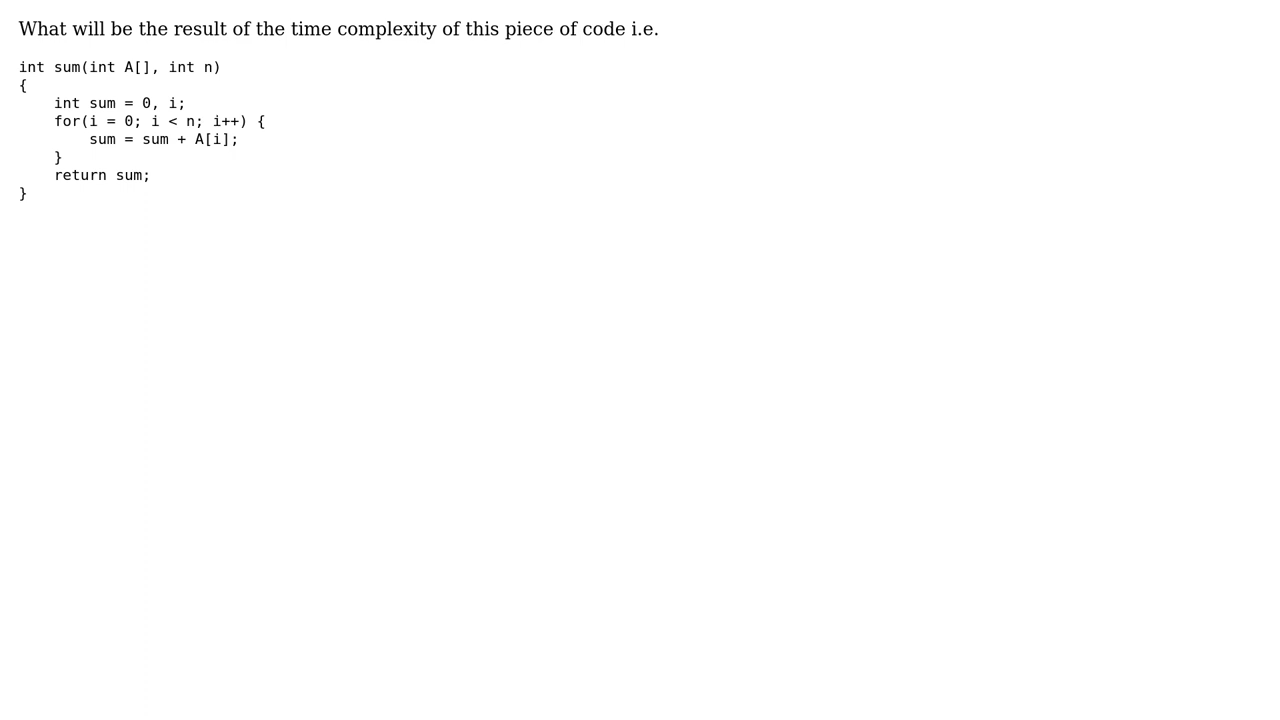 What will be the result of the time complexity of this piece of code i.e.
int sum(int A[], int n)
{
    int sum = 0, i;
    for(i = 0; i < n; i++) {
        sum = sum + A[i];
    }
    return sum;
}